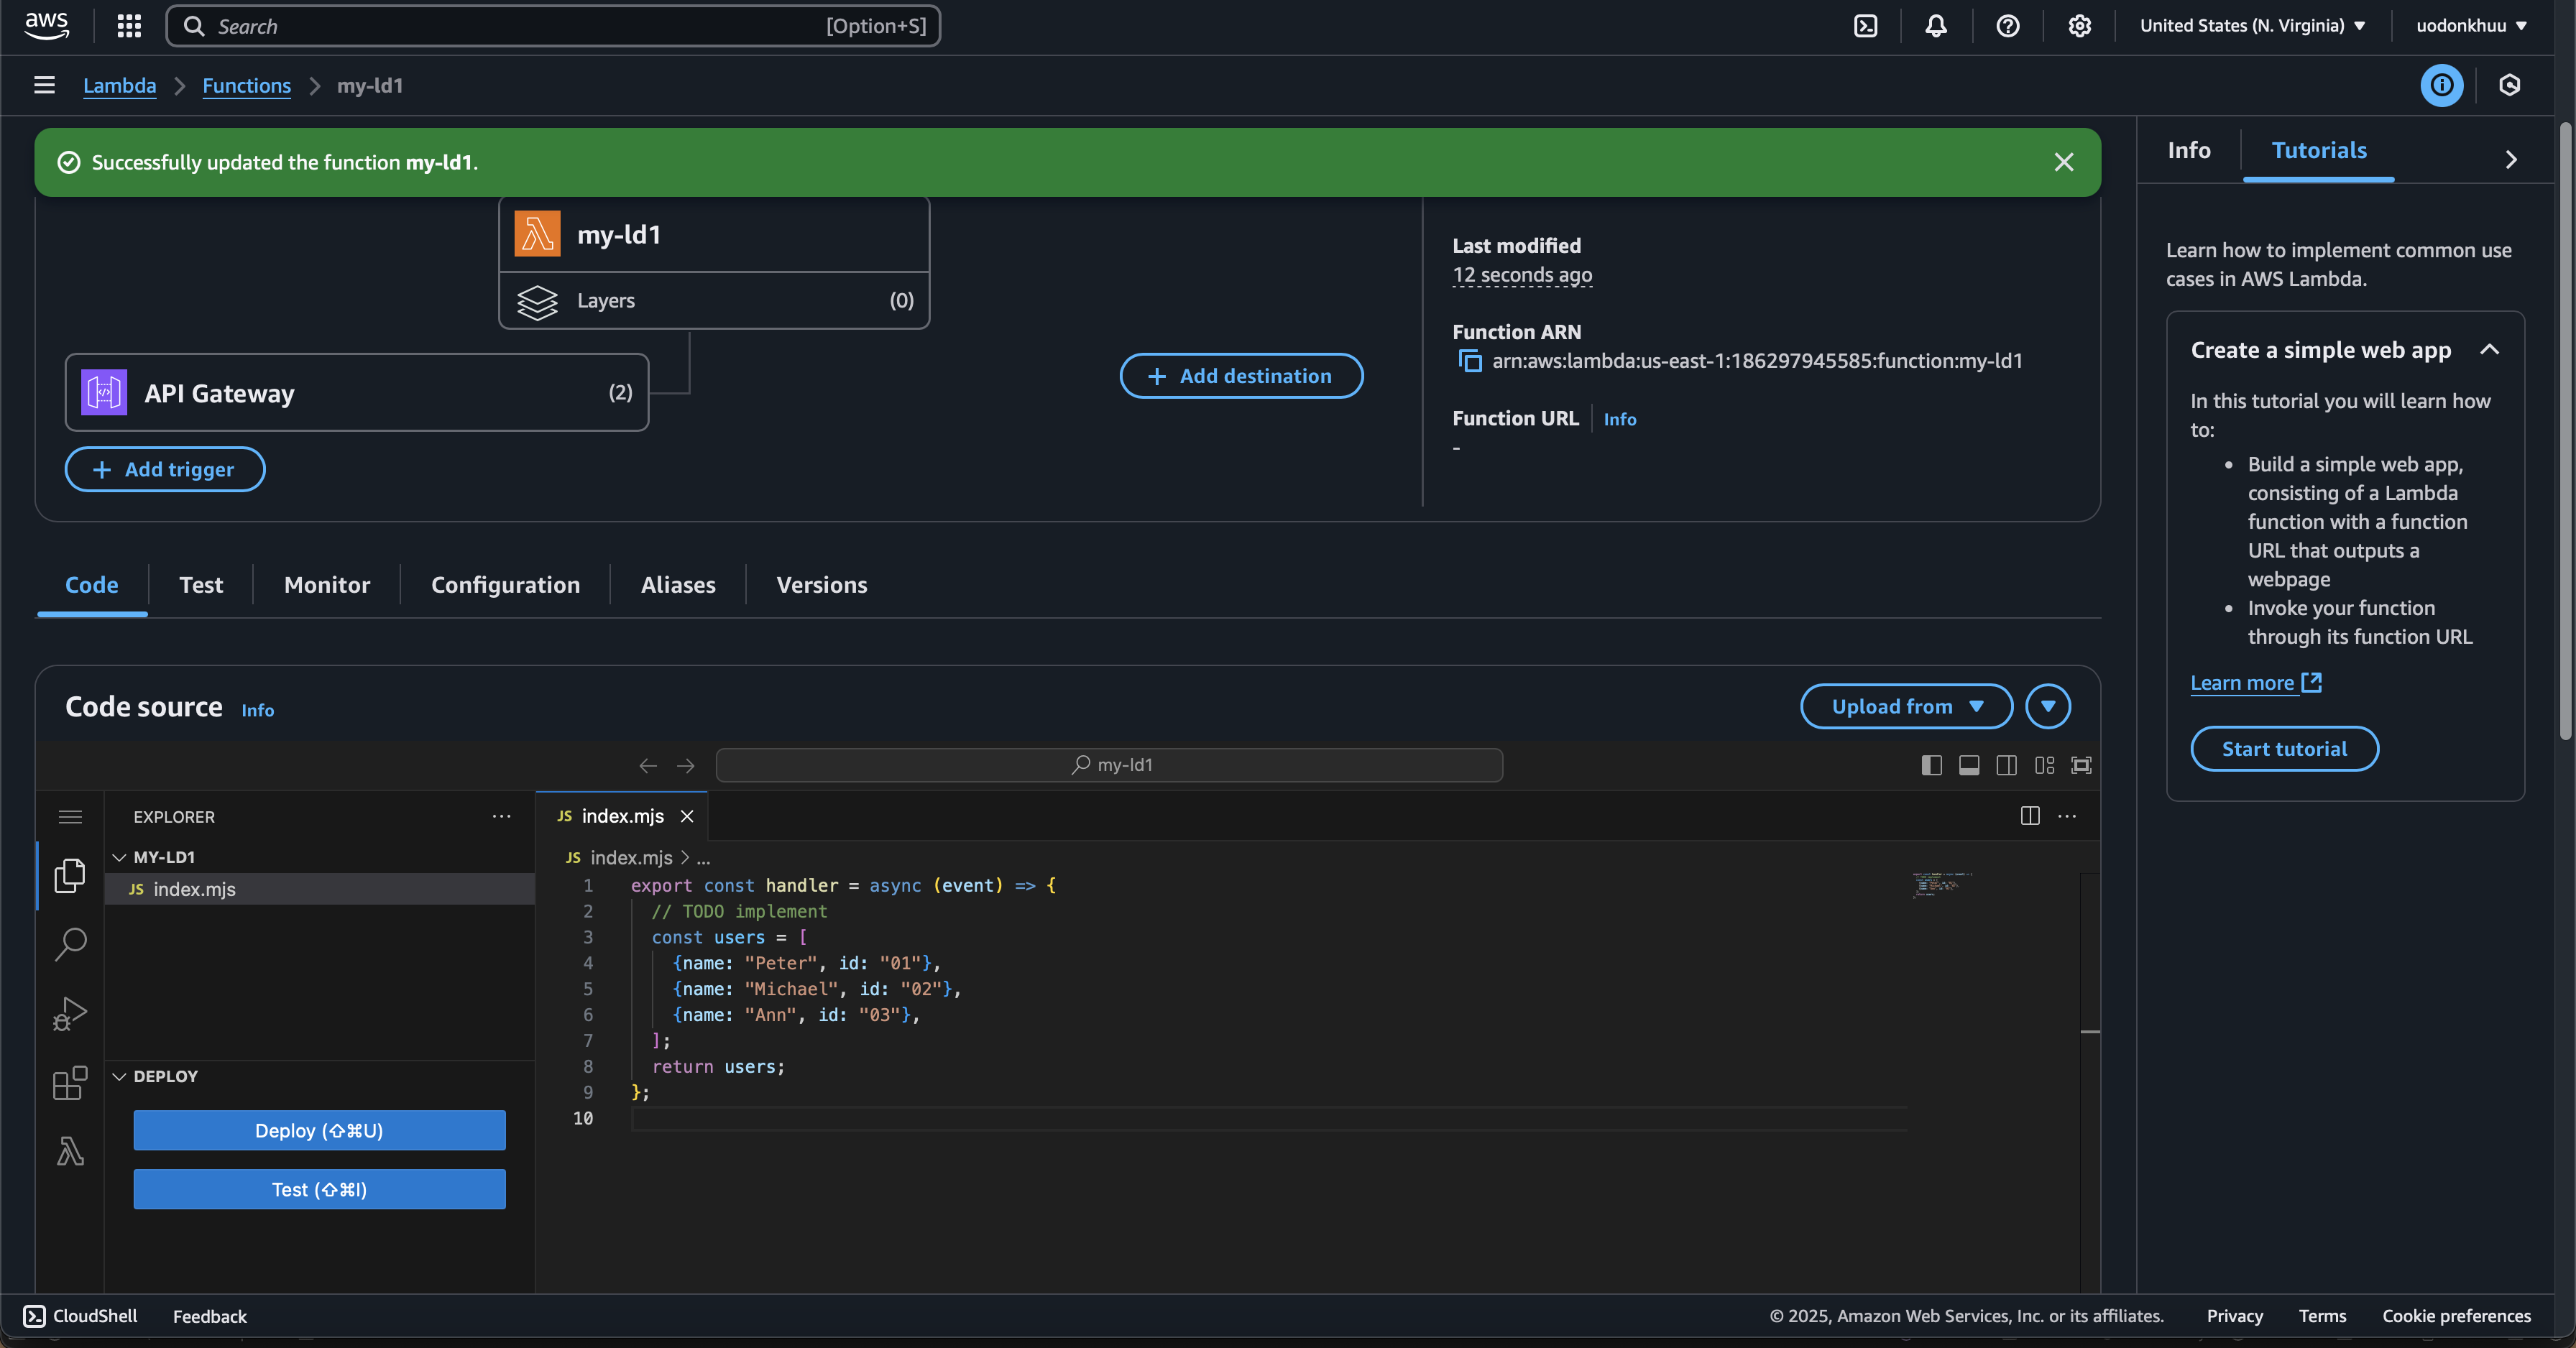 aws
Search
[Option+S]
United States (N. Virginia)
uodonkhuu
Lambda
Functions
my-ld1
Successfully updated the function my-ld1.
my-ld1
Layers
(0)
API Gateway
(2)
Add trigger
Add destination
Last modified
12 seconds ago
Function ARN
arn:aws:lambda:us-east-1:186297945585:function:my-ld1
Function URL
Info
-
Code
Test
Monitor
Configuration
Aliases
Versions
Code source
Info
Upload from
my-ld1
EXPLORER
MY-LD1
JS index.mjs
DEPLOY
Deploy (⇧⌘U)
Test (⇧⌘I)
JS index.mjs
JS index.mjs > ...
1 export const handler = async (event) => {
2 // TODO implement
3 const users = [
4 {name: "Peter", id: "01"},
5 {name: "Michael", id: "02"},
6 {name: "Ann", id: "03"},
7 ];
8 return users;
9 };
10
Info
Tutorials
Learn how to implement common use
cases in AWS Lambda.
Create a simple web app
In this tutorial you will learn how
to:
• Build a simple web app,
consisting of a Lambda
function with a function
URL that outputs a
webpage
• Invoke your function
through its function URL
Learn more
Start tutorial
CloudShell
Feedback
© 2025, Amazon Web Services, Inc. or its affiliates.
Privacy
Terms
Cookie preferences